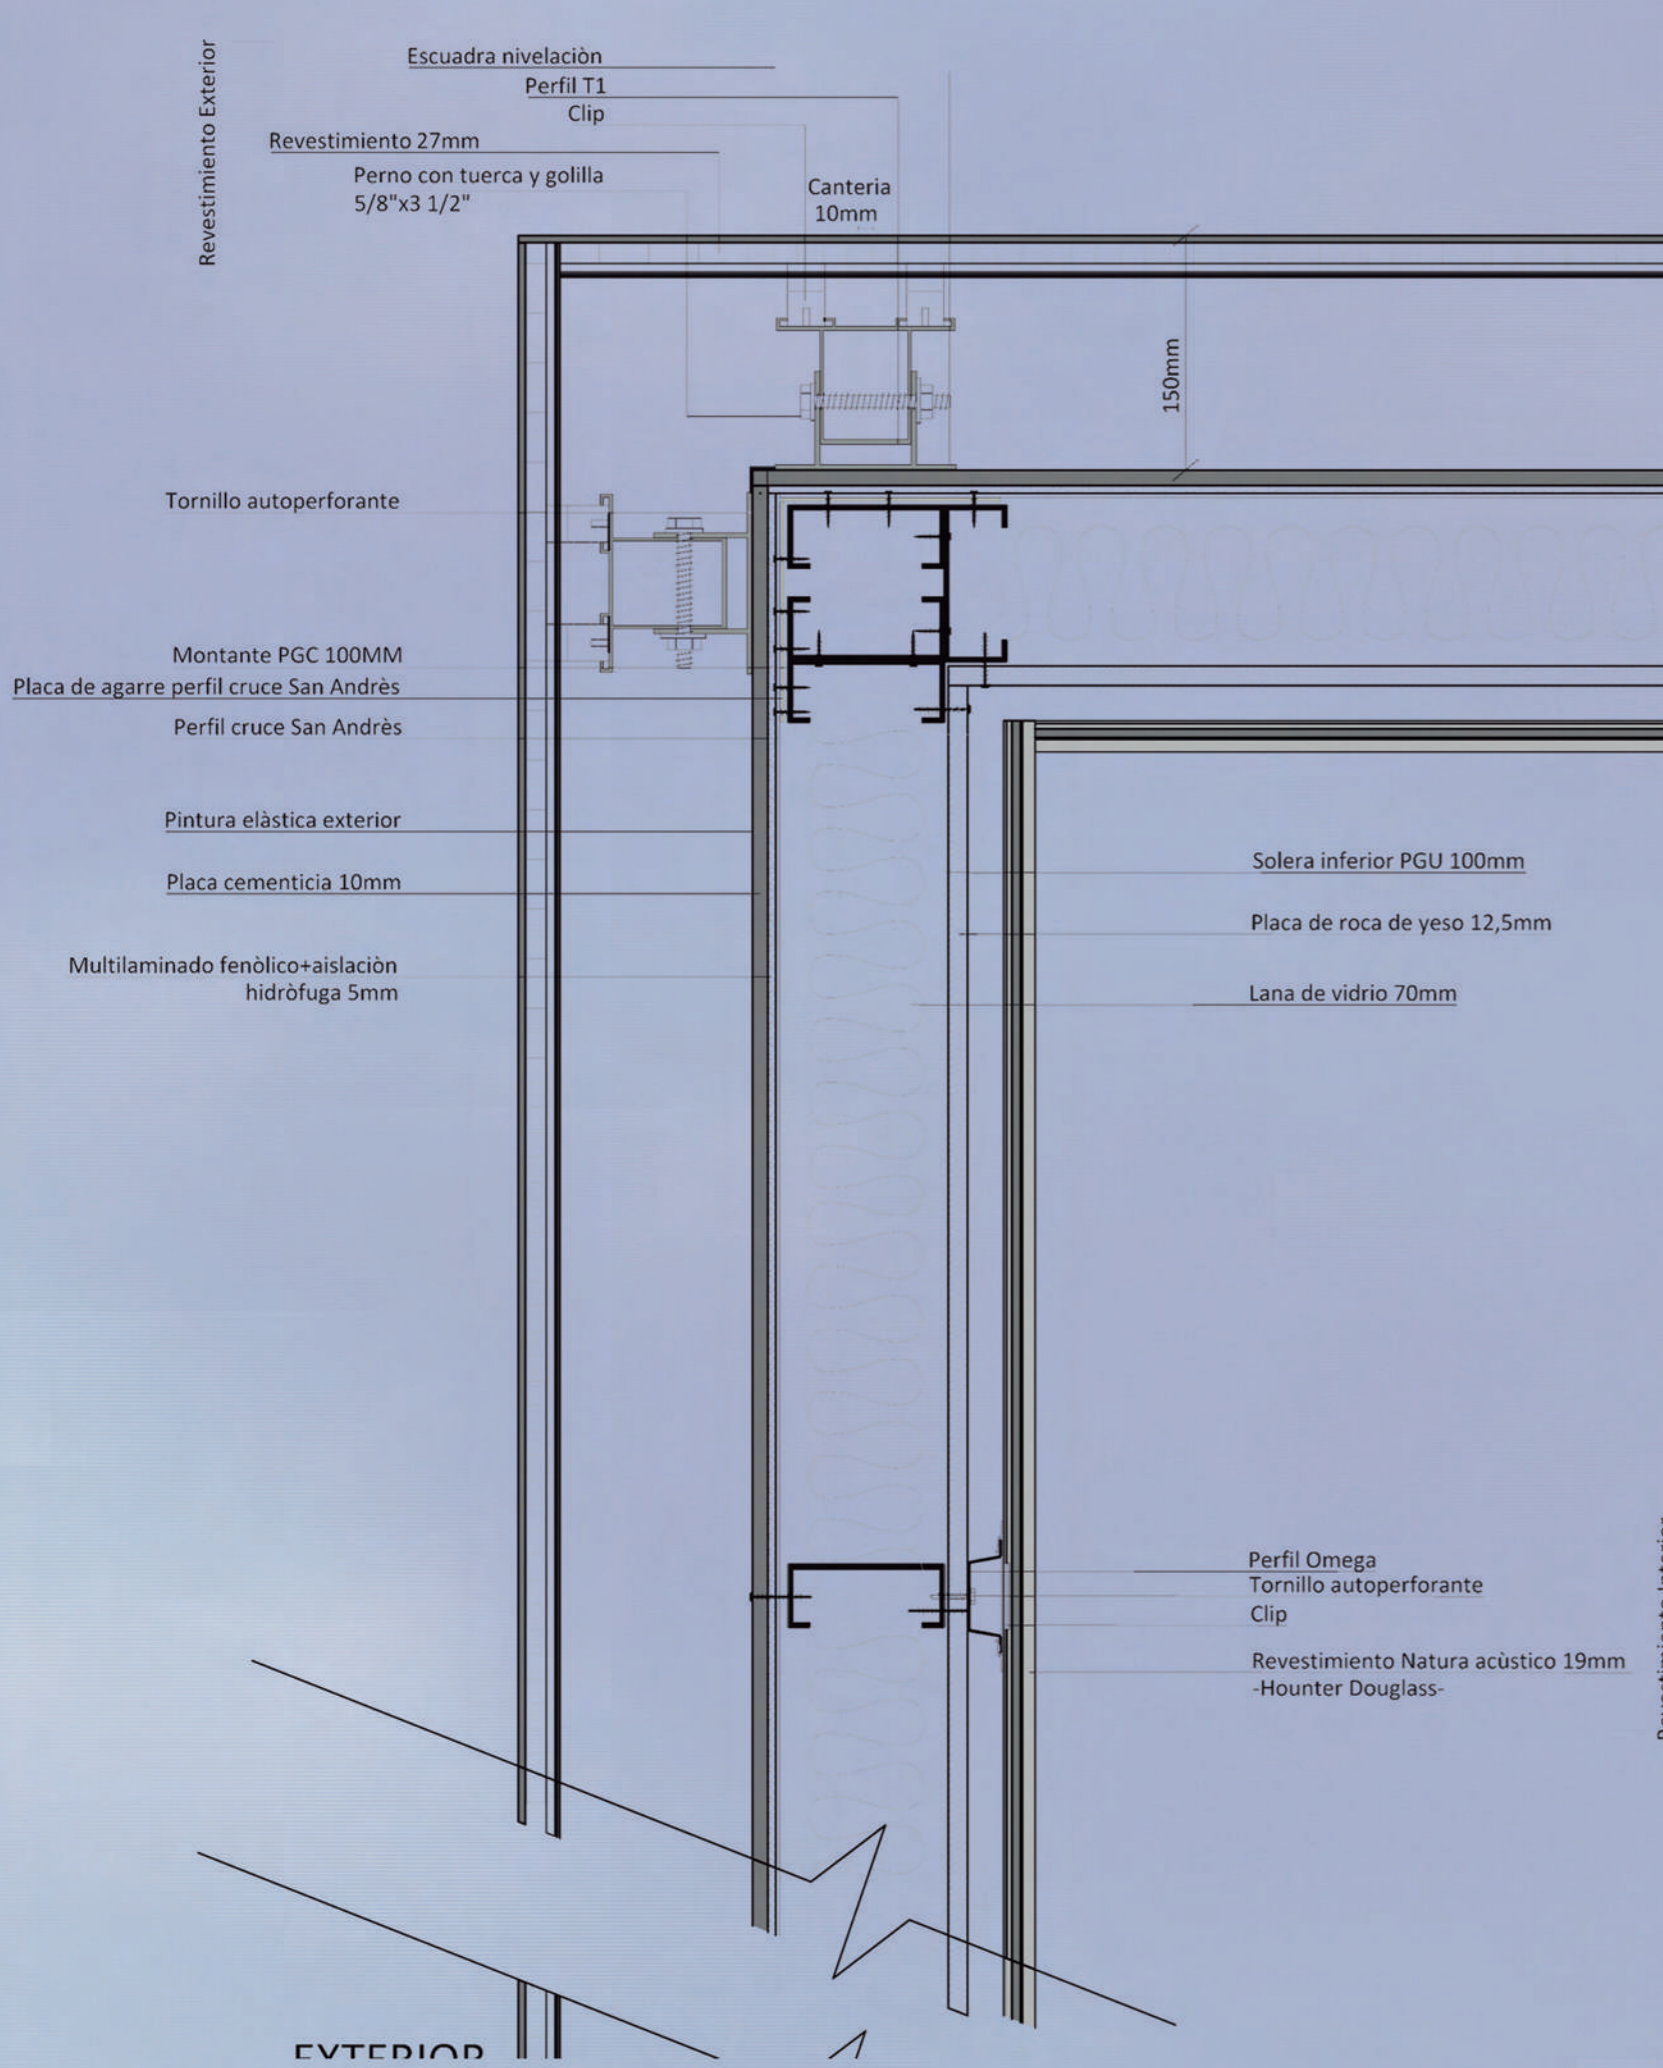 Revestimiento Exterior
Escuadra nivelaciòn
Perfil T1
Clip
Revestimiento 27mm
Perno con tuerca y golilla
5/8"x3 1/2"
Canteria
10mm
150mm
Tornillo autoperforante
Montante PGC 100MM
Placa de agarre perfil cruce San Andrès
Perfil cruce San Andrès
Pintura elàstica exterior
Placa cementicia 10mm
Multilaminado fenòlico+aislaciòn
hidròfuga 5mm
Solera inferior PGU 100mm
Placa de roca de yeso 12,5mm
Lana de vidrio 70mm
Perfil Omega
Tornillo autoperforante
Clip
Revestimiento Natura acùstico 19mm
-Hounter Douglass-
Revestimiento Interior
EXTERIOR